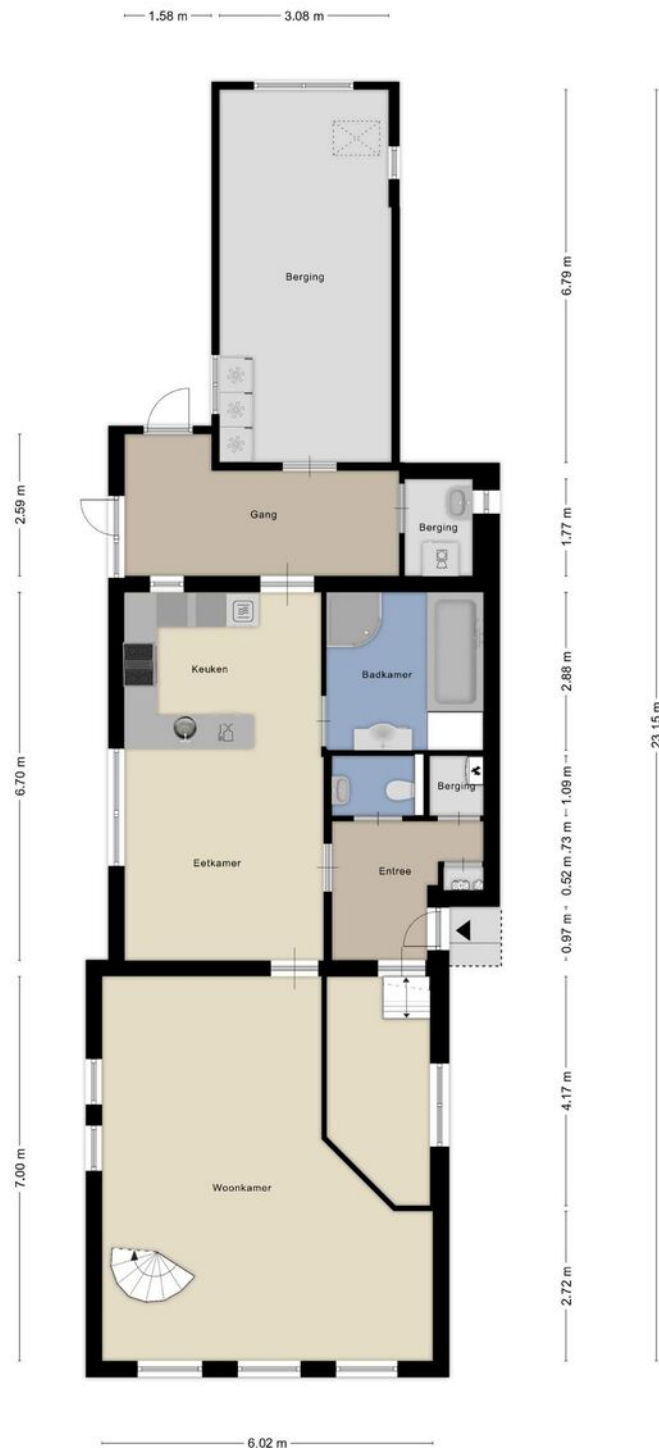 1.58 m
3.08 m
Berging
6.79 m
2.59 m
Gang
Berging
1.77 m
Keuken
Badkamer
2.88 m
23.15 m
6.70 m
Berging
1.09 m
Eetkamer
Entree
0.52 m .73 m
0.97 m
4.17 m
7.00 m
Woonkamer
2.72 m
6.02 m